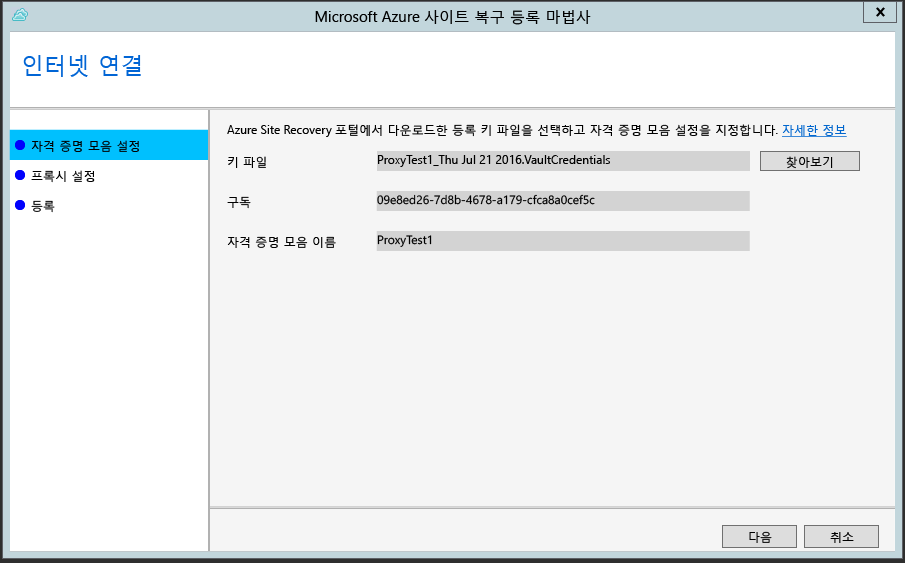 Microsoft Azure 사이트 복구 등록 마법사
인터넷 연결
자격 증명 모음 설정
프록시 설정
등록
Azure Site Recovery 포털에서 다운로드한 등록 키 파일을 선택하고 자격 증명 모음 설정을 지정합니다. 자세한 정보
키 파일 ProxyTest1_Thu Jul 21 2016.VaultCredentials 찾아보기
구독 09e8ed26-7d8b-4678-a179-cfca8a0cef5c
자격 증명 모음 이름 ProxyTest1
다음 취소